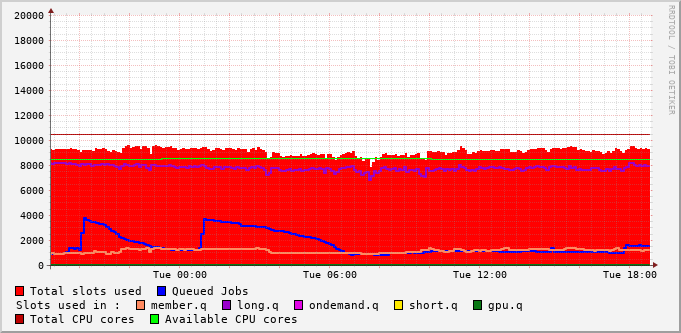 20000
18000
16000
14000
12000
10000
8000
6000
4000
2000
0
Tue 00:00 Tue 06:00 Tue 12:00 Tue 18:00
Total slots used Queued Jobs
Slots used in : member.q long.q ondemand.q short.q gpu.q
Total CPU cores Available CPU cores
RRDTOOL / TOBI OETIKER